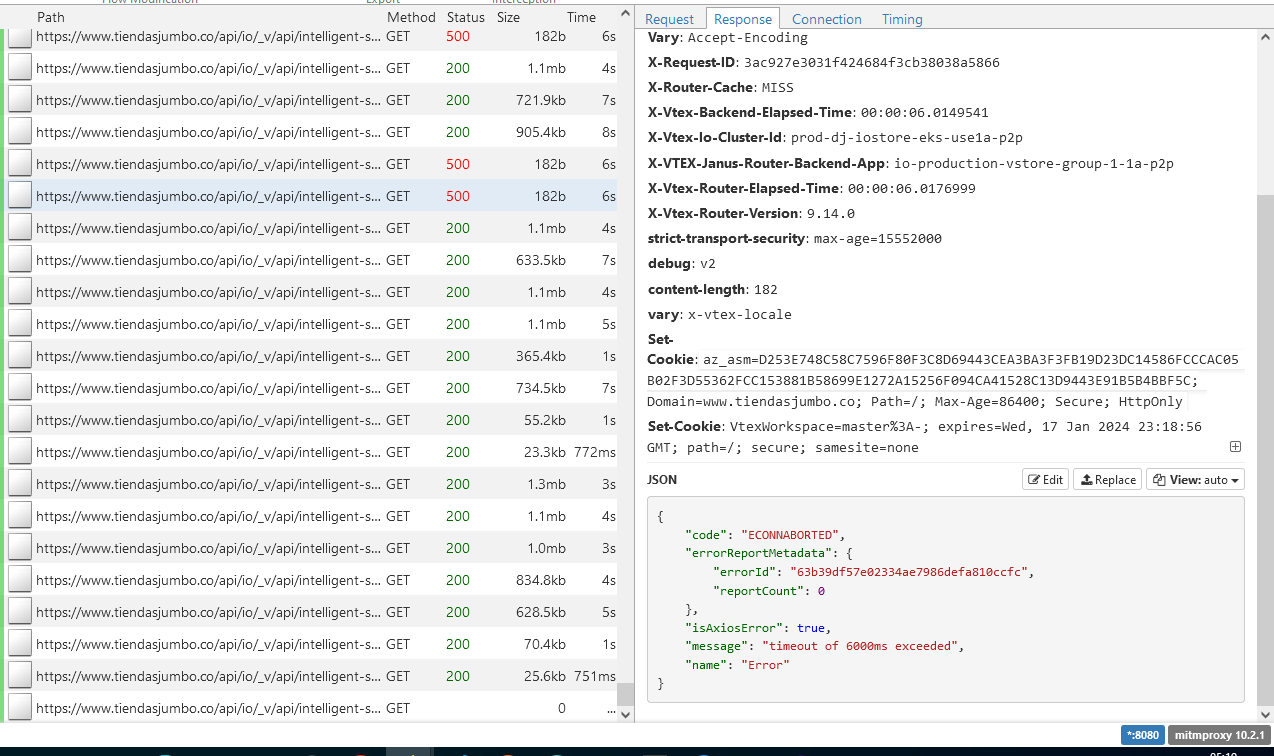 Flow Modification Export Interception
Path Method Status Size Time
https://www.tiendasjumbo.co/api/io/_v/api/intelligent-s... GET 500 182b 6s
https://www.tiendasjumbo.co/api/io/_v/api/intelligent-s... GET 200 1.1mb 4s
https://www.tiendasjumbo.co/api/io/_v/api/intelligent-s... GET 200 721.9kb 7s
https://www.tiendasjumbo.co/api/io/_v/api/intelligent-s... GET 200 905.4kb 8s
https://www.tiendasjumbo.co/api/io/_v/api/intelligent-s... GET 500 182b 6s
https://www.tiendasjumbo.co/api/io/_v/api/intelligent-s... GET 500 182b 6s
https://www.tiendasjumbo.co/api/io/_v/api/intelligent-s... GET 200 1.1mb 4s
https://www.tiendasjumbo.co/api/io/_v/api/intelligent-s... GET 200 633.5kb 7s
https://www.tiendasjumbo.co/api/io/_v/api/intelligent-s... GET 200 1.1mb 4s
https://www.tiendasjumbo.co/api/io/_v/api/intelligent-s... GET 200 1.1mb 5s
https://www.tiendasjumbo.co/api/io/_v/api/intelligent-s... GET 200 365.4kb 1s
https://www.tiendasjumbo.co/api/io/_v/api/intelligent-s... GET 200 734.5kb 7s
https://www.tiendasjumbo.co/api/io/_v/api/intelligent-s... GET 200 55.2kb 1s
https://www.tiendasjumbo.co/api/io/_v/api/intelligent-s... GET 200 23.3kb 772ms
https://www.tiendasjumbo.co/api/io/_v/api/intelligent-s... GET 200 1.3mb 3s
https://www.tiendasjumbo.co/api/io/_v/api/intelligent-s... GET 200 1.1mb 4s
https://www.tiendasjumbo.co/api/io/_v/api/intelligent-s... GET 200 1.0mb 3s
https://www.tiendasjumbo.co/api/io/_v/api/intelligent-s... GET 200 834.8kb 4s
https://www.tiendasjumbo.co/api/io/_v/api/intelligent-s... GET 200 628.5kb 5s
https://www.tiendasjumbo.co/api/io/_v/api/intelligent-s... GET 200 70.4kb 1s
https://www.tiendasjumbo.co/api/io/_v/api/intelligent-s... GET 200 25.6kb 751ms
https://www.tiendasjumbo.co/api/io/_v/api/intelligent-s... GET 0 ...
Request Response Connection Timing
Vary: Accept-Encoding
X-Request-ID: 3ac927e3031f424684f3cb38038a5866
X-Router-Cache: MISS
X-Vtex-Backend-Elapsed-Time: 00:00:06.0149541
X-Vtex-Io-Cluster-Id: prod-dj-iostore-eks-use1a-p2p
X-VTEX-Janus-Router-Backend-App: io-production-vstore-group-1-1a-p2p
X-Vtex-Router-Elapsed-Time: 00:00:06.0176999
X-Vtex-Router-Version: 9.14.0
strict-transport-security: max-age=15552000
debug: v2
content-length: 182
vary: x-vtex-locale
Set-
Cookie: az_asm=D253E748C58C7596F80F3C8D69443CEA3BA3F3FB19D23DC14586FCCCAC05
B02F3D55362FCC153881B58699E1272A15256F094CA41528C13D9443E91B5B4BBF5C;
Domain=www.tiendasjumbo.co; Path=/; Max-Age=86400; Secure; HttpOnly
Set-Cookie: VtexWorkspace=master%3A-; expires=Wed, 17 Jan 2024 23:18:56
GMT; path=/; secure; samesite=none
JSON Edit Replace View: auto
{
"code": "ECONNABORTED",
"errorReportMetadata": {
"errorId": "63b39df57e02334ae7986defa810ccfc",
"reportCount": 0
},
"isAxiosError": true,
"message": "timeout of 6000ms exceeded",
"name": "Error"
}
*:8080 mitmproxy 10.2.1